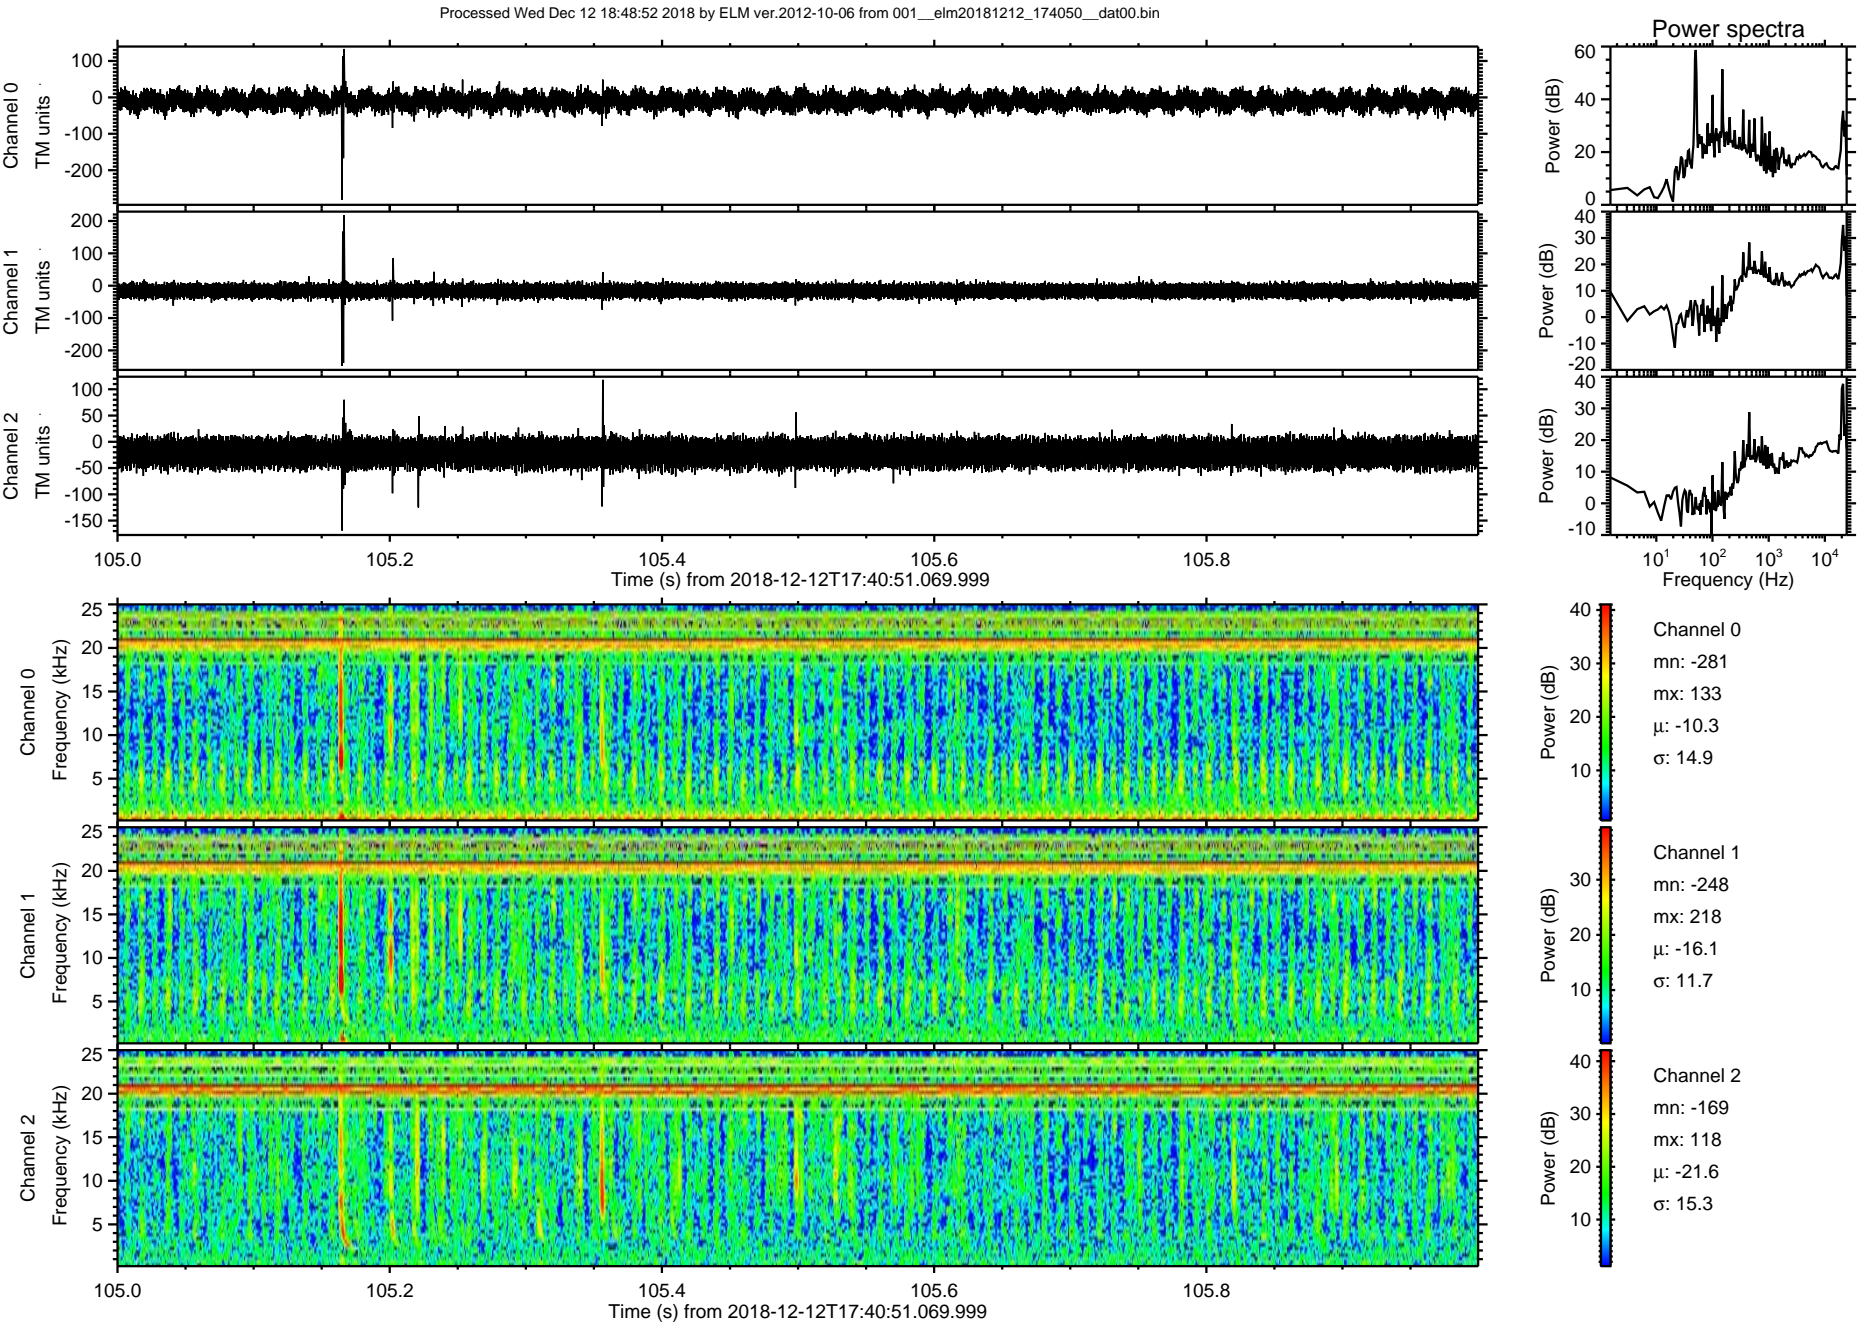 Processed Wed Dec 12 18:48:52 2018 by ELM ver.2012-10-06 from 001__elm20181212_174050__dat00.bin
Power spectra
Channel 0
TM units
100
0
-100
-200
Power (dB)
60
40
20
0
Channel 1
TM units
200
100
0
-100
-200
Power (dB)
40
30
20
10
0
-10
-20
Channel 2
TM units
100
50
0
-50
-100
-150
Power (dB)
40
30
20
10
0
-10
105.0 105.2 105.4 105.6 105.8
Time (s) from 2018-12-12T17:40:51.069.999
10¹ 10² 10³ 10⁴
Frequency (Hz)
Channel 0
Frequency (kHz)
25
20
15
10
5
Power (dB)
40
30
20
10
Channel 0
mn: -281
mx: 133
μ: -10.3
σ: 14.9
Channel 1
Frequency (kHz)
25
20
15
10
5
Power (dB)
30
20
10
Channel 1
mn: -248
mx: 218
μ: -16.1
σ: 11.7
Channel 2
Frequency (kHz)
25
20
15
10
5
Power (dB)
40
30
20
10
Channel 2
mn: -169
mx: 118
μ: -21.6
σ: 15.3
105.0 105.2 105.4 105.6 105.8
Time (s) from 2018-12-12T17:40:51.069.999